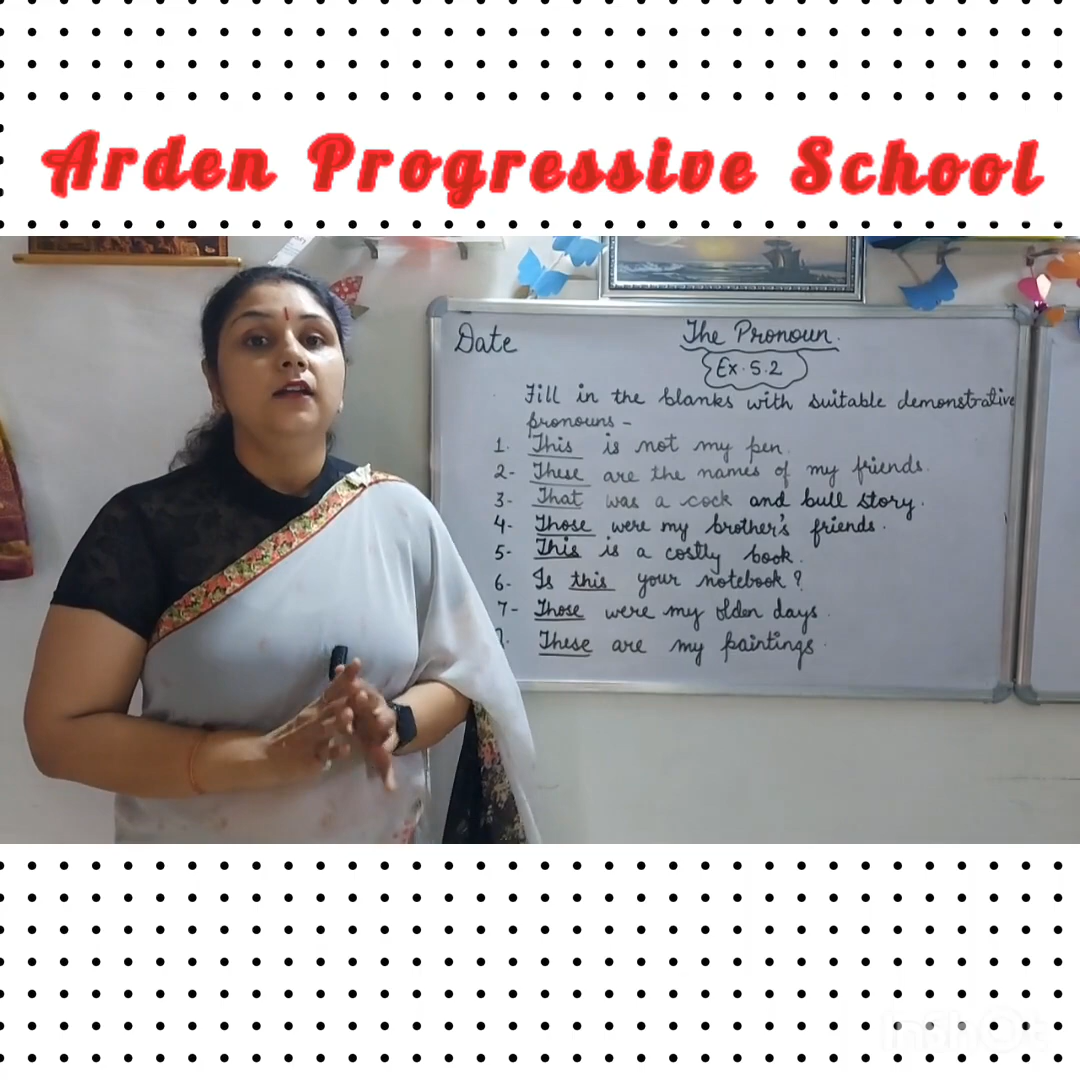 Arden Progressive School
Date
The Pronoun.
Ex. 5.2
Fill in the blanks with suitable demonstrative
pronouns -
1. This is not my pen.
2- These are the names of my friends.
3- That was a cock and bull story.
4- Those were my brother's friends.
5- This is a costly book.
6- Is this your notebook?
7- Those were my olden days.
These are my paintings.
InShot